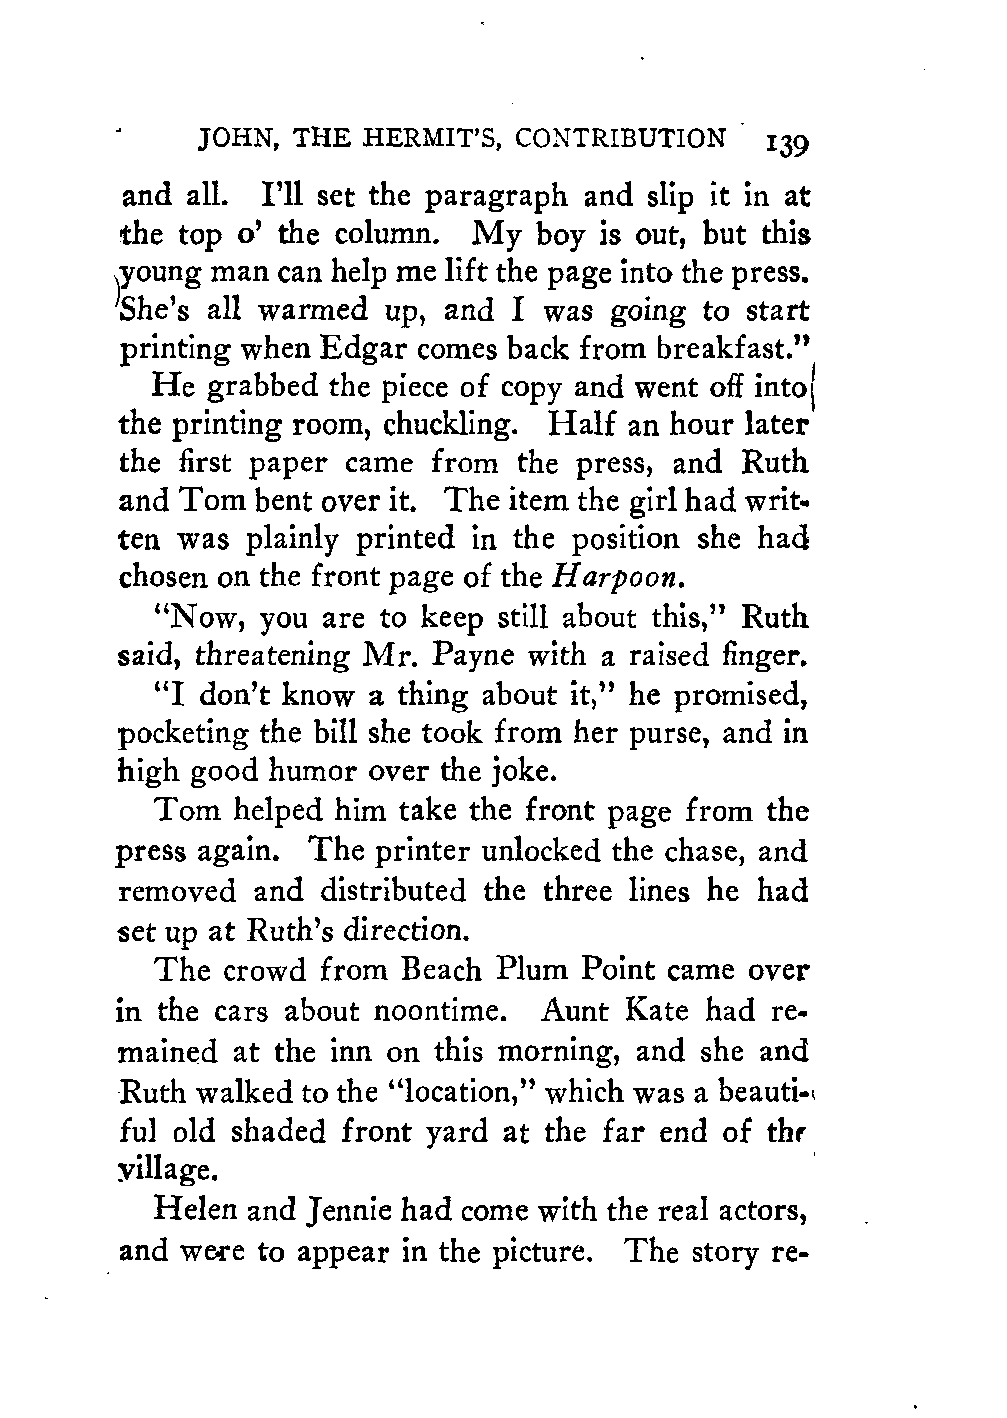 JOHN, THE HERMIT'S, CONTRIBUTION 139
and all. I'll set the paragraph and slip it in at
the top o' the column. My boy is out, but this
young man can help me lift the page into the press.
She's all warmed up, and I was going to start
printing when Edgar comes back from breakfast."
He grabbed the piece of copy and went off into
the printing room, chuckling. Half an hour later
the first paper came from the press, and Ruth
and Tom bent over it. The item the girl had writ-
ten was plainly printed in the position she had
chosen on the front page of the Harpoon.
"Now, you are to keep still about this," Ruth
said, threatening Mr. Payne with a raised finger.
"I don't know a thing about it," he promised,
pocketing the bill she took from her purse, and in
high good humor over the joke.
Tom helped him take the front page from the
press again. The printer unlocked the chase, and
removed and distributed the three lines he had
set up at Ruth's direction.
The crowd from Beach Plum Point came over
in the cars about noontime. Aunt Kate had re-
mained at the inn on this morning, and she and
Ruth walked to the "location," which was a beauti-
ful old shaded front yard at the far end of the
village.
Helen and Jennie had come with the real actors,
and were to appear in the picture. The story re-